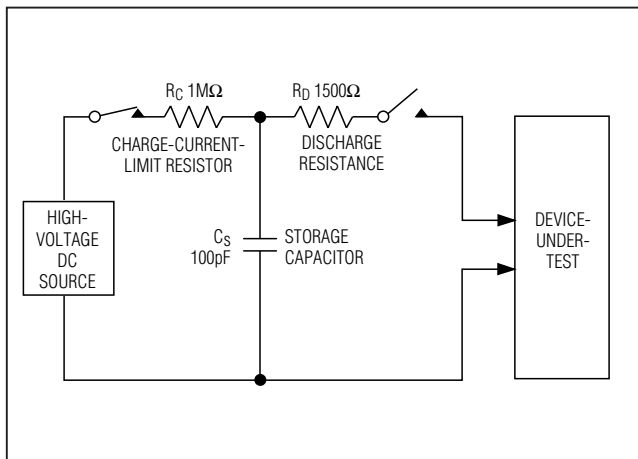 R_C 1MΩ
CHARGE-CURRENT-
LIMIT RESISTOR
R_D 1500Ω
DISCHARGE
RESISTANCE
HIGH-
VOLTAGE
DC
SOURCE
C_S
100pF
STORAGE
CAPACITOR
DEVICE-
UNDER-
TEST